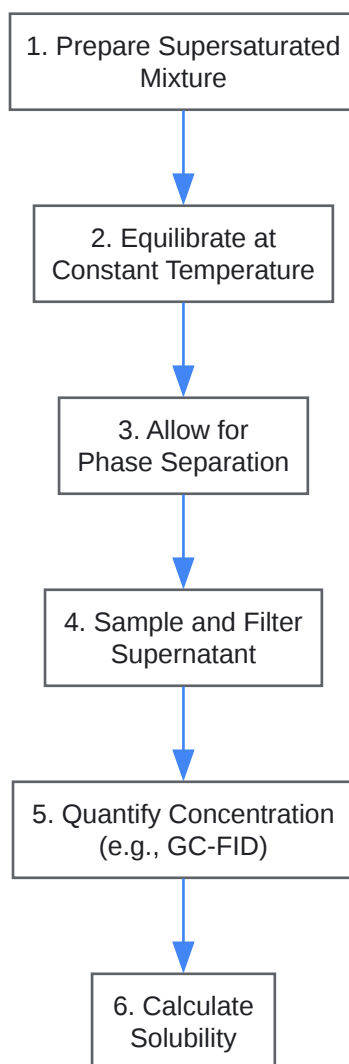 1. Prepare Supersaturated
Mixture
2. Equilibrate at
Constant Temperature
3. Allow for
Phase Separation
4. Sample and Filter
Supernatant
5. Quantify Concentration
(e.g., GC-FID)
6. Calculate
Solubility